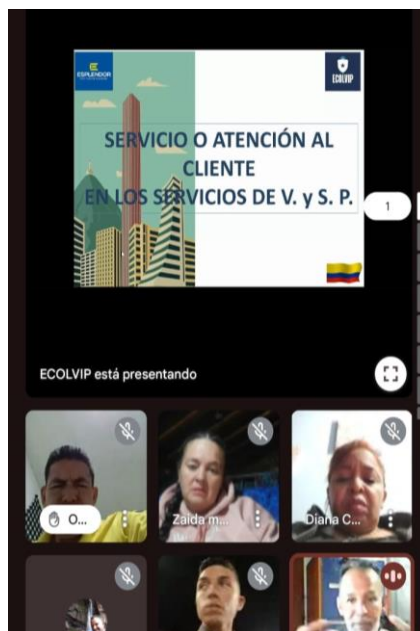 ESPLENDOR
ECOLVIP
SERVICIO O ATENCIÓN AL
CLIENTE
EN LOS SERVICIOS DE V. y S. P.
1
ECOLVIP está presentando
O...
Zaida m...
Diana C...